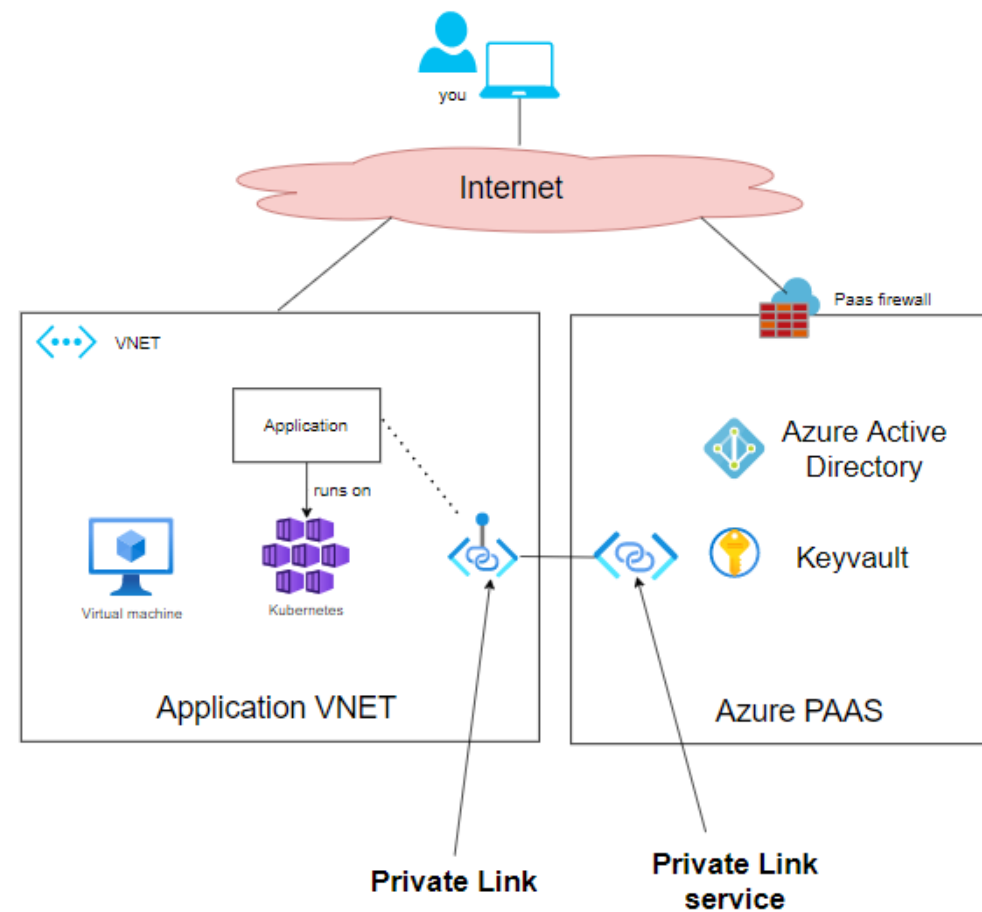 you
Internet
Paas firewall
VNET
Application
runs on
Virtual machine
Kubernetes
Application VNET
Azure Active
Directory
Keyvault
Azure PAAS
Private Link
Private Link
service